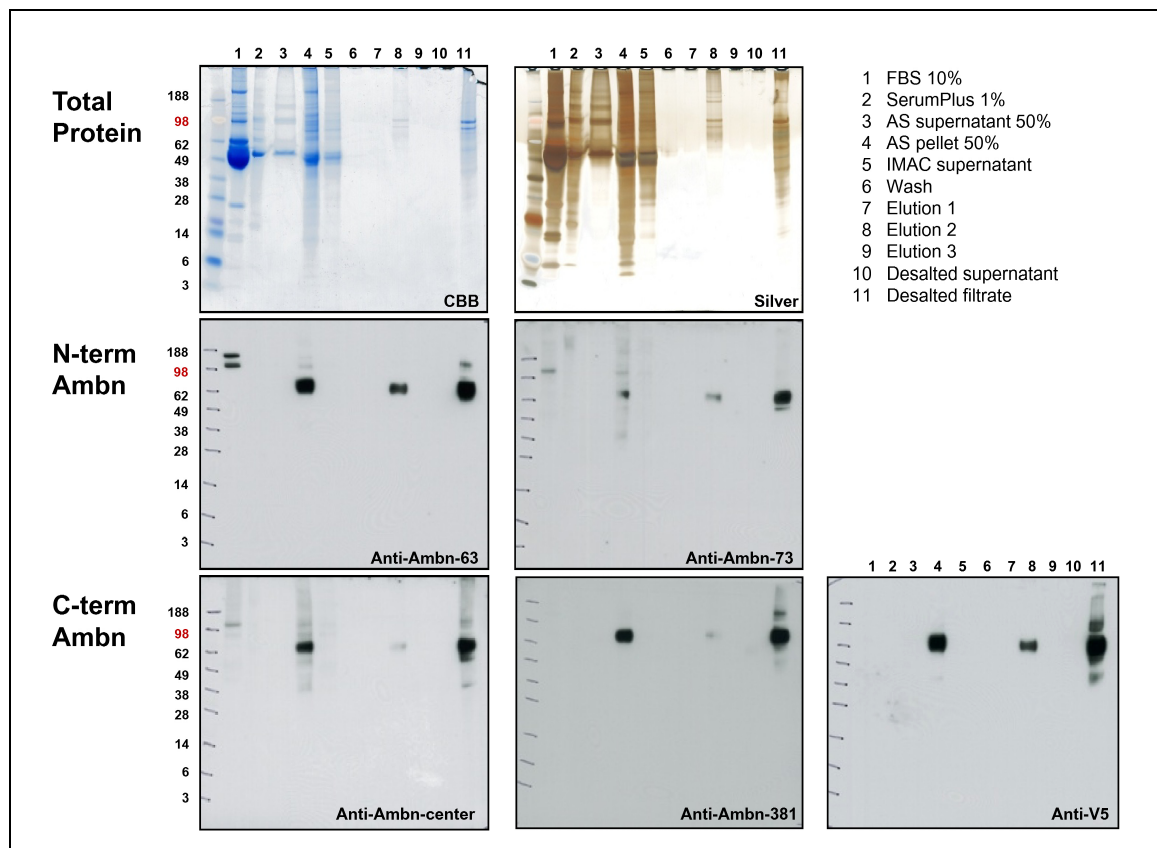 1 2 3 4 5 6 7 8 9 10 11
1 2 3 4 5 6 7 8 9 10 11
Total
Protein
188
98
62
49
38
28
14
6
3
CBB
Silver
1 FBS 10%
2 SerumPlus 1%
3 AS supernatant 50%
4 AS pellet 50%
5 IMAC supernatant
6 Wash
7 Elution 1
8 Elution 2
9 Elution 3
10 Desalted supernatant
11 Desalted filtrate
N-term
Ambn
188
98
62
49
38
28
14
6
3
Anti-Ambn-63
Anti-Ambn-73
1 2 3 4 5 6 7 8 9 10 11
C-term
Ambn
188
98
62
49
38
28
14
6
3
Anti-Ambn-center
Anti-Ambn-381
Anti-V5